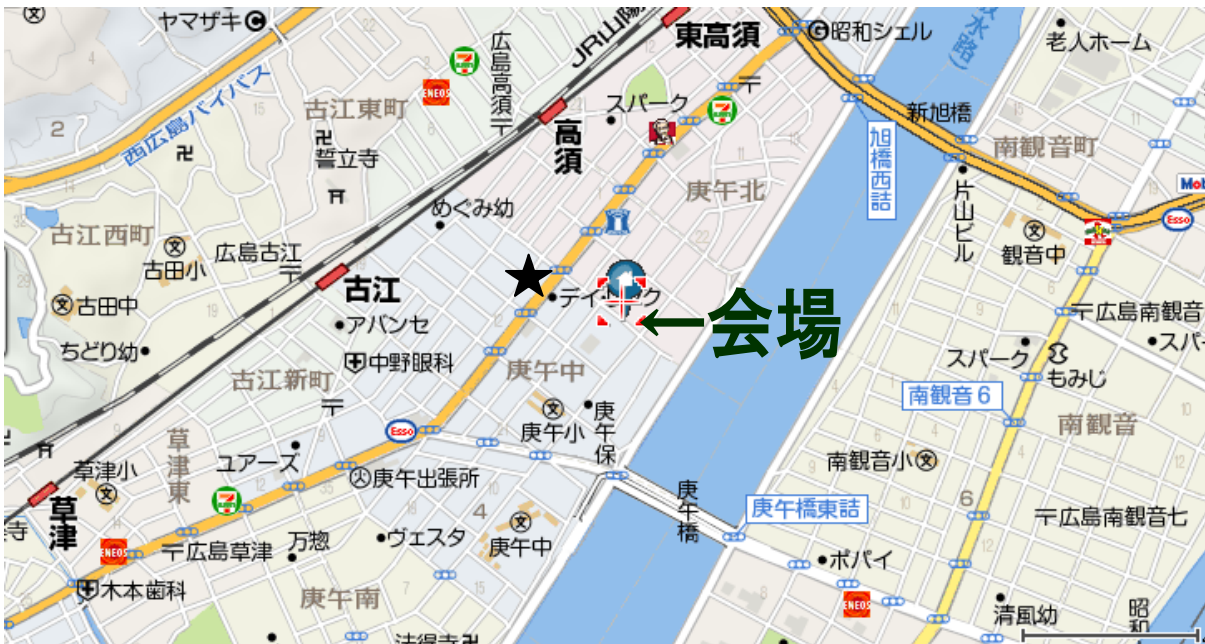 ヤマザキ
西広島バイパス
古江東町
誓立寺
ENEOS
広島高須
JR山陽
東高須
昭和シェル
老人ホーム
スパーク
高須
新旭橋
旭橋西詰
南観音町
庚午北
片山ビル
観音中
Esso
めぐみ幼
古江西町
古田小
広島古江
古田中
古江
アバンセ
ちどり幼
中野眼科
古江新町
庚午中
←会場
広島南観音
スパーク
もみじ
南観音6
南観音
Esso
庚午小
庚午保
草津東
草津小
ユアーズ
庚午出張所
南観音小
草津
庚午橋
庚午橋東詰
広島南観音七
ENEOS
広島草津
万惣
ヴェスタ
庚午中
ポパイ
木本歯科
庚午南
ENEOS
清風幼
昭和
法得寺